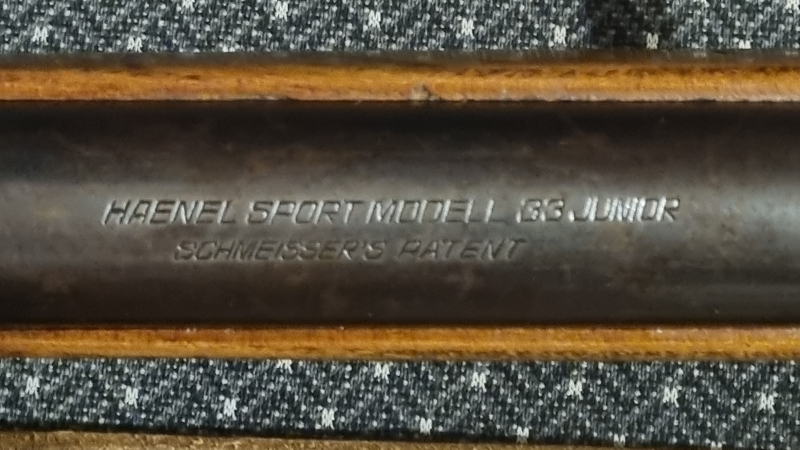 HAENEL SPORT MODELL 33 JUNIOR
SCHMEISSER'S PATENT